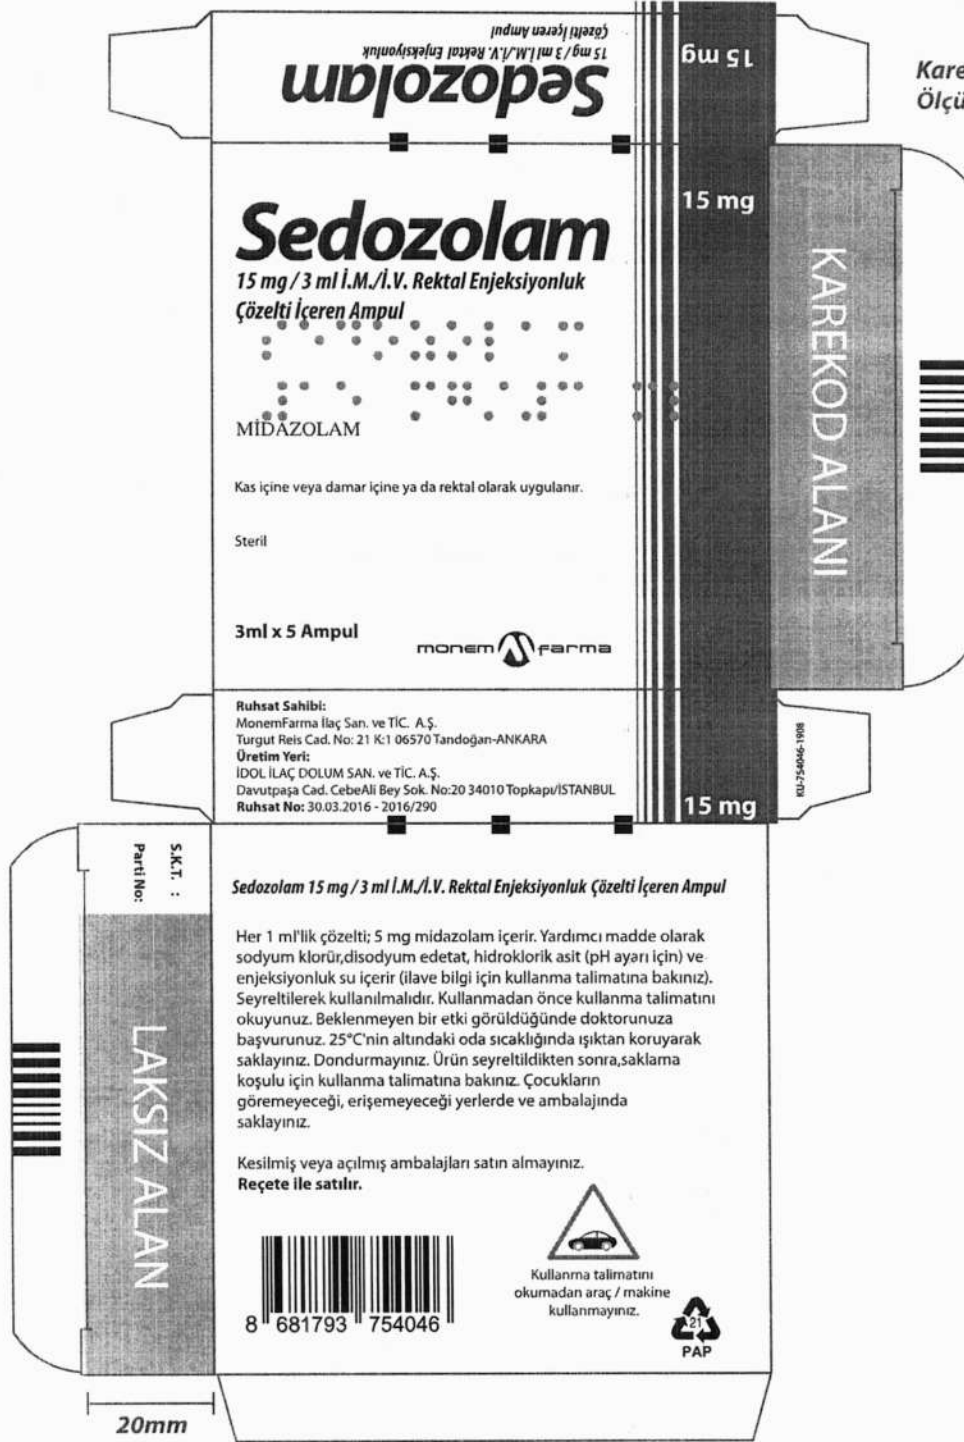 Sedozolam
15 mg / 3 ml İ.M./İ.V. Rektal Enjeksiyonluk
Çözelti İçeren Ampul
15 mg
Kare
Ölçü
Sedozolam
15 mg / 3 ml İ.M./İ.V. Rektal Enjeksiyonluk
Çözelti İçeren Ampul
15 mg
MİDAZOLAM
Kas içine veya damar içine ya da rektal olarak uygulanır.
Steril
3ml x 5 Ampul
monem farma
KAREKOD ALANI
Ruhsat Sahibi:
MonemFarma İlaç San. ve TİC. A.Ş.
Turgut Reis Cad. No: 21 K:1 06570 Tandoğan-ANKARA
Üretim Yeri:
İDOL İLAÇ DOLUM SAN. ve TİC. A.Ş.
Davutpaşa Cad. CebeAli Bey Sok. No:20 34010 Topkapı/İSTANBUL
Ruhsat No: 30.03.2016 - 2016/290
15 mg
KU-754046-1908
S.K.T. :
Parti No:
LAKSIZ ALAN
Sedozolam 15 mg / 3 ml İ.M./İ.V. Rektal Enjeksiyonluk Çözelti İçeren Ampul
Her 1 ml'lik çözelti; 5 mg midazolam içerir. Yardımcı madde olarak
sodyum klorür,disodyum edetat, hidroklorik asit (pH ayarı için) ve
enjeksiyonluk su içerir (ilave bilgi için kullanma talimatına bakınız).
Seyreltilerek kullanılmalıdır. Kullanmadan önce kullanma talimatını
okuyunuz. Beklenmeyen bir etki görüldüğünde doktorunuza
başvurunuz. 25°C'nin altındaki oda sıcaklığında ışıktan koruyarak
saklayınız. Dondurmayınız. Ürün seyreltildikten sonra,saklama
koşulu için kullanma talimatına bakınız. Çocukların
göremeyeceği, erişemeyeceği yerlerde ve ambalajında
saklayınız.
Kesilmiş veya açılmış ambalajları satın almayınız.
Reçete ile satılır.
8 681793 754046
Kullanma talimatını
okumadan araç / makine
kullanmayınız.
21
PAP
20mm